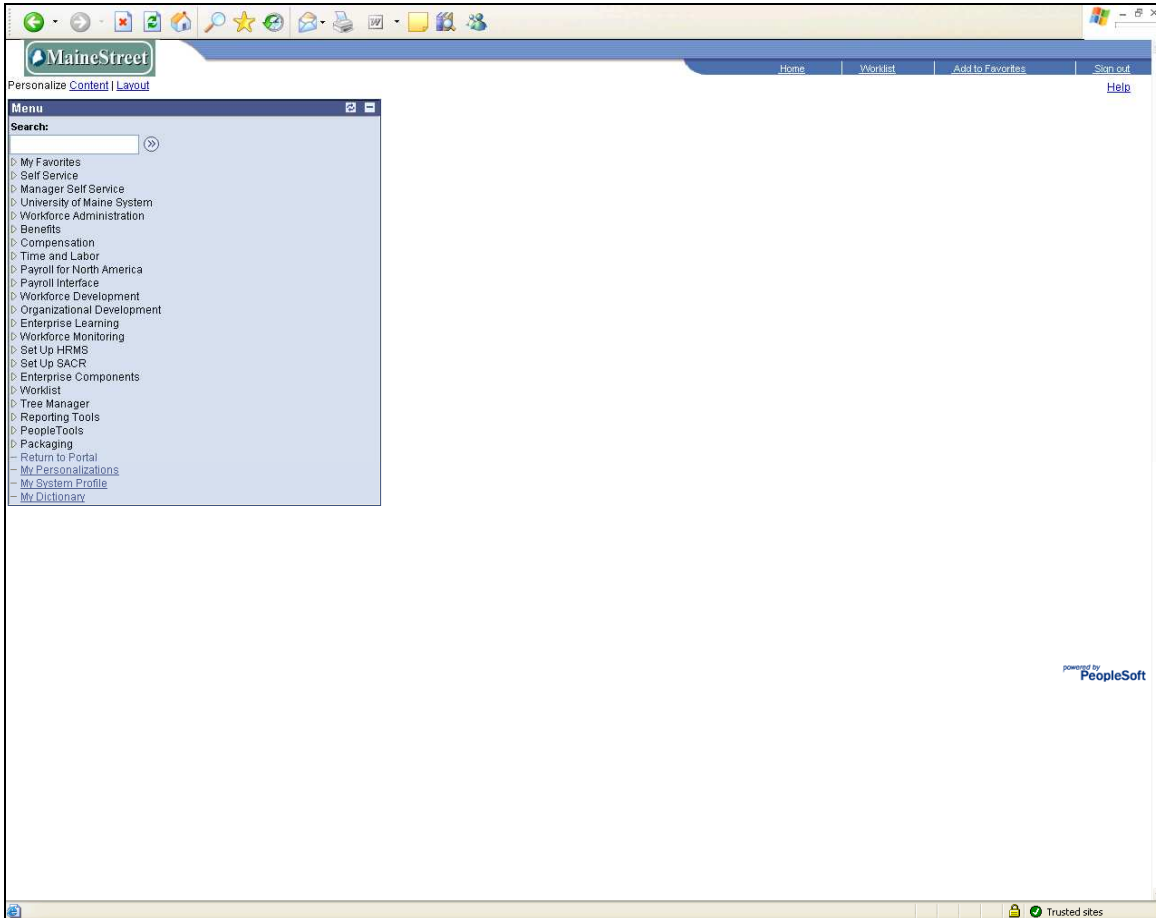 MaineStreet
Home Worklist Add to Favorites Sign out
Personalize Content | Layout
Help
Menu
Search:
My Favorites
Self Service
Manager Self Service
University of Maine System
Workforce Administration
Benefits
Compensation
Time and Labor
Payroll for North America
Payroll Interface
Workforce Development
Organizational Development
Enterprise Learning
Workforce Monitoring
Set Up HRMS
Set Up SACR
Enterprise Components
Worklist
Tree Manager
Reporting Tools
PeopleTools
Packaging
Return to Portal
My Personalizations
My System Profile
My Dictionary
powered by
PeopleSoft
Trusted sites